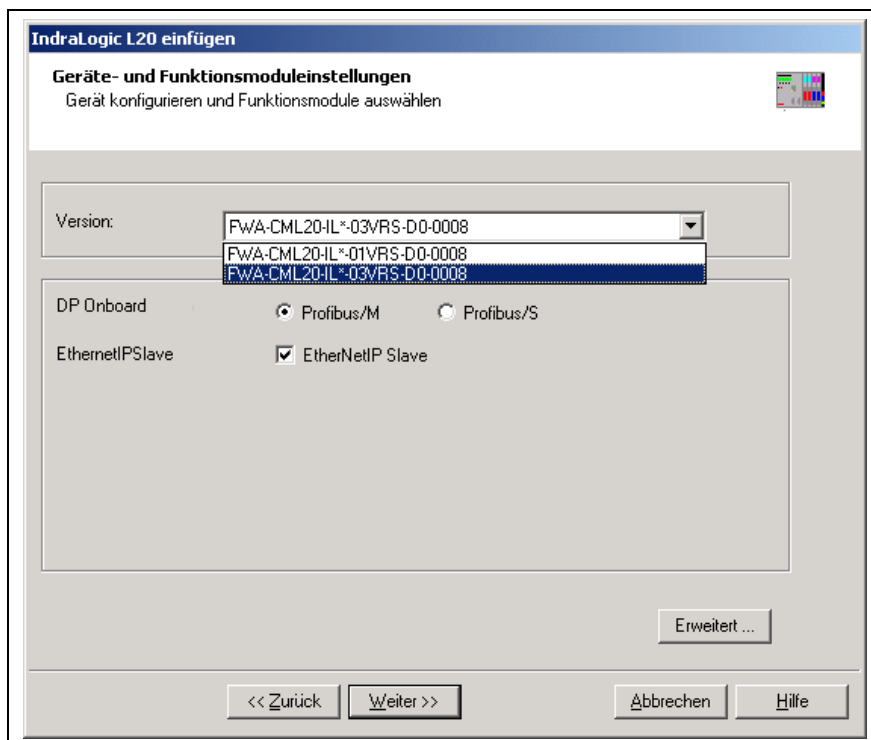 IndraLogic L20 einfügen
Geräte- und Funktionsmoduleinstellungen
Gerät konfigurieren und Funktionsmodule auswählen
Version:
FWA-CML20-IL*-03VRS-D0-0008
FWA-CML20-IL*-01VRS-D0-0008
FWA-CML20-IL*-03VRS-D0-0008
DP Onboard Profibus/M Profibus/S
EthernetIPSlave EtherNetIP Slave
Erweitert ...
<< Zurück Weiter >> Abbrechen Hilfe